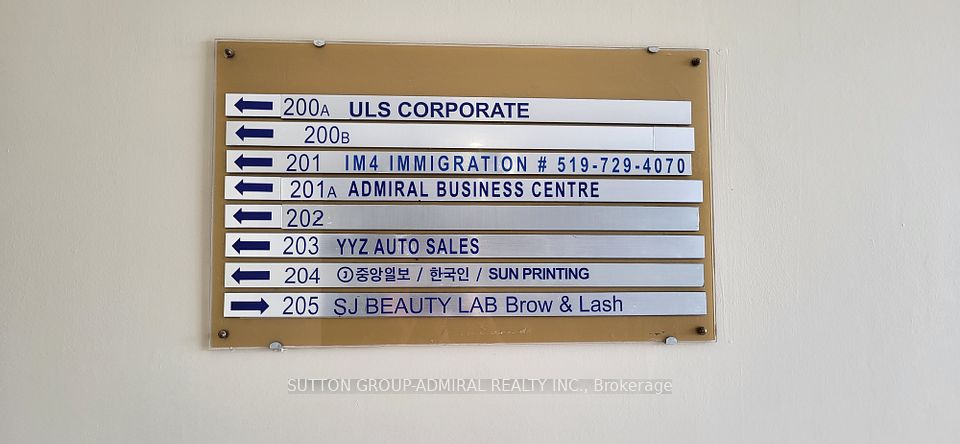 200A ULS CORPORATE
200B
201 IM4 IMMIGRATION # 519-729-4070
201A ADMIRAL BUSINESS CENTRE
202
203 YYZ AUTO SALES
204 중앙일보 / 한국인 / SUN PRINTING
205 SJ BEAUTY LAB Brow & Lash
SUTTON GROUP-ADMIRAL REALTY INC., Brokerage